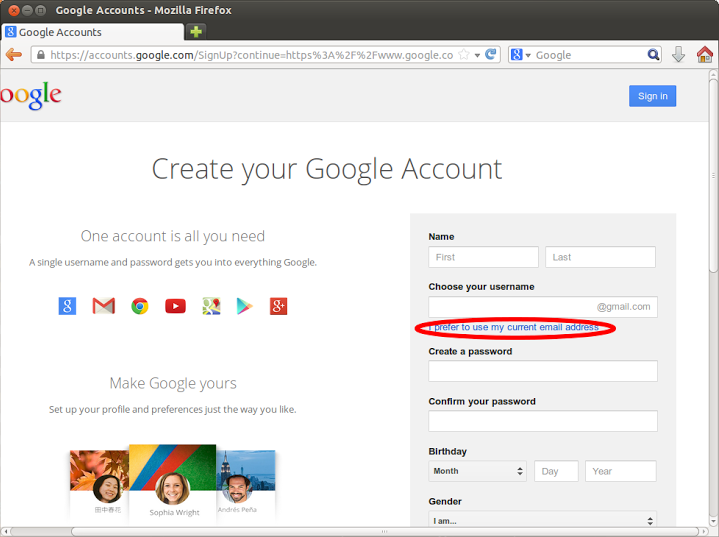 Google Accounts - Mozilla Firefox
Google Accounts
https://accounts.google.com/SignUp?continue=https%3A%2F%2Fwww.google.co
Google
oogle
Sign in
Create your Google Account
One account is all you need
A single username and password gets you into everything Google.
Make Google yours
Set up your profile and preferences just the way you like.
田中春花
Sophia Wright
Andrés Peña
Name
First
Last
Choose your username
@gmail.com
I prefer to use my current email address
Create a password
Confirm your password
Birthday
Month
Day
Year
Gender
I am...